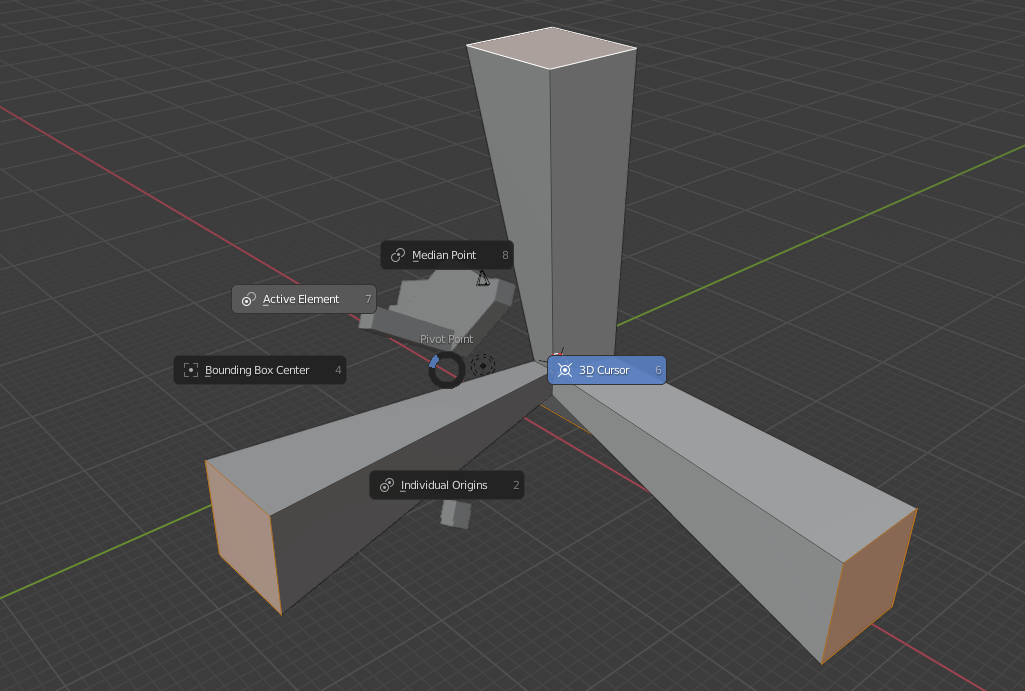 Median Point 8
Active Element 7
Pivot Point
Bounding Box Center 4
3D Cursor 6
Individual Origins 2